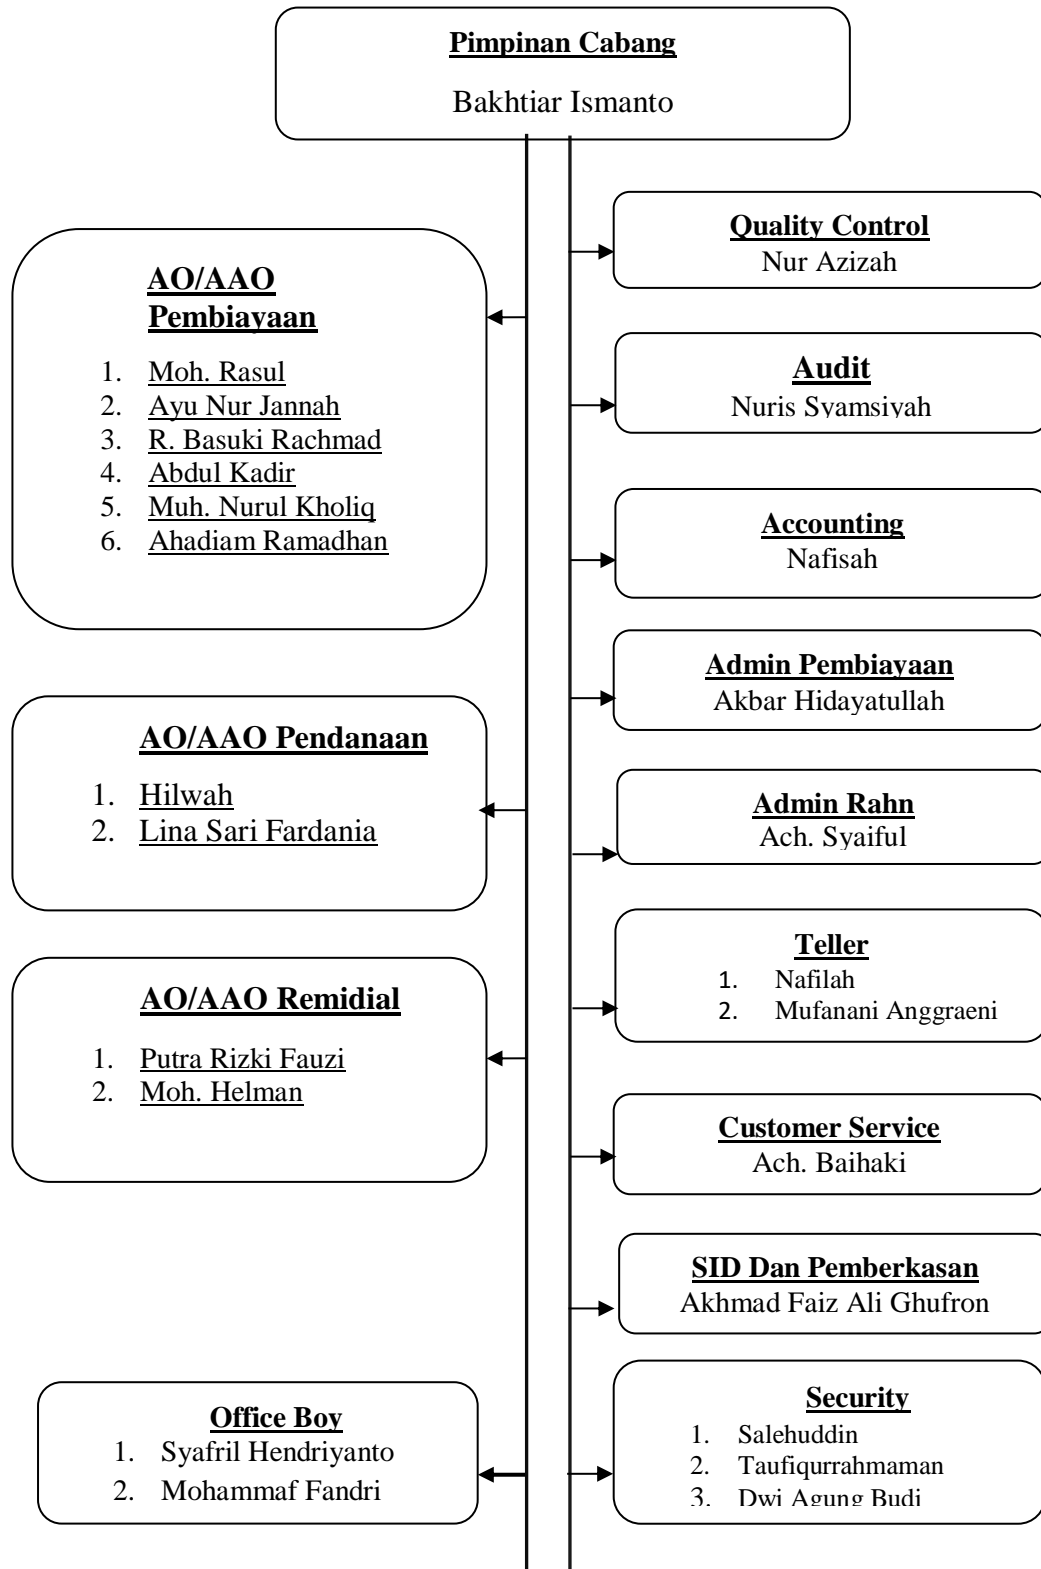 Pimpinan Cabang
Bakhtiar Ismanto
AO/AAO
Pembiayaan
1. Moh. Rasul
2. Ayu Nur Jannah
3. R. Basuki Rachmad
4. Abdul Kadir
5. Muh. Nurul Kholiq
6. Ahadiam Ramadhan
AO/AAO Pendanaan
1. Hilwah
2. Lina Sari Fardania
AO/AAO Remidial
1. Putra Rizki Fauzi
2. Moh. Helman
Office Boy
1. Syafril Hendriyanto
2. Mohammaf Fandri
Quality Control
Nur Azizah
Audit
Nuris Syamsiyah
Accounting
Nafisah
Admin Pembiayaan
Akbar Hidayatullah
Admin Rahn
Ach. Syaiful
Teller
1. Nafilah
2. Mufanani Anggraeni
Customer Service
Ach. Baihaki
SID Dan Pemberkasan
Akhmad Faiz Ali Ghufron
Security
1. Salehuddin
2. Taufiqurrahmaman
3. Dwi Agung Budi